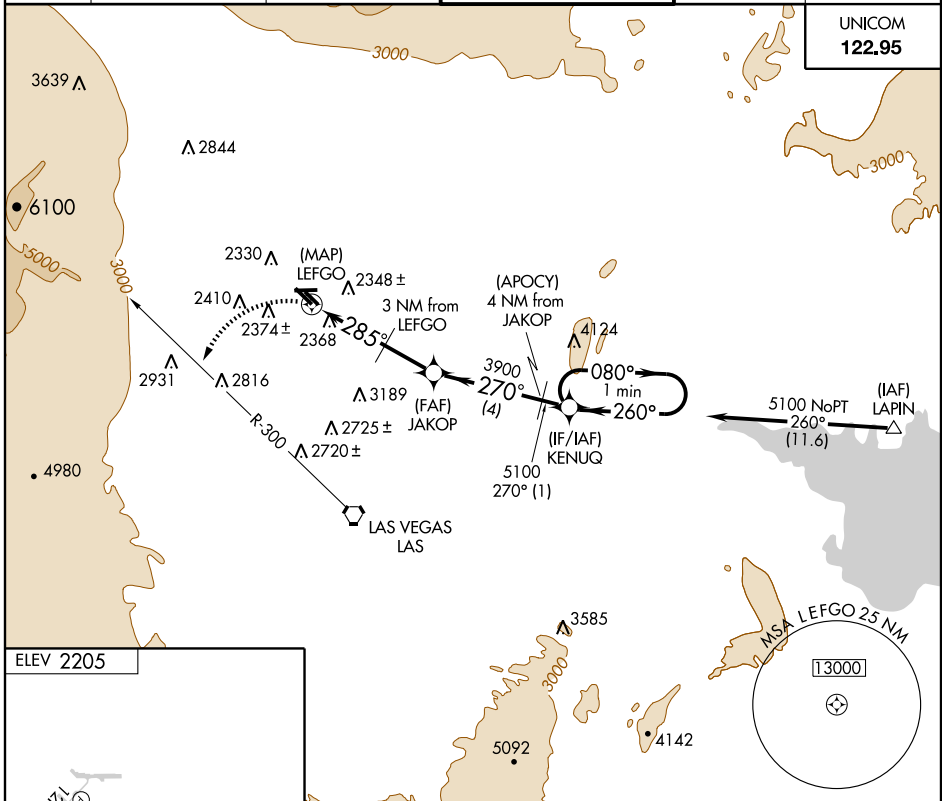 UNICOM
122.95
3000
3639
2844
3000
6100
5000
3000
2330
(MAP)
LEFGO
2348 ±
(APOCY)
4 NM from
JAKOP
3 NM from
LEFGO
2410
2374 ±
2368
285°
4124
3900
270°
(4)
080°
1 min
260°
2931
2816
3189
(FAF)
JAKOP
(IF/IAF)
KENUQ
5100 NoPT
260°
(11.6)
(IAF)
LAPIN
R-300
2725 ±
2720 ±
5100
270° (1)
4980
LAS VEGAS
LAS
3585
3000
MSA LEFGO 25 NM
13000
ELEV 2205
5092
4142